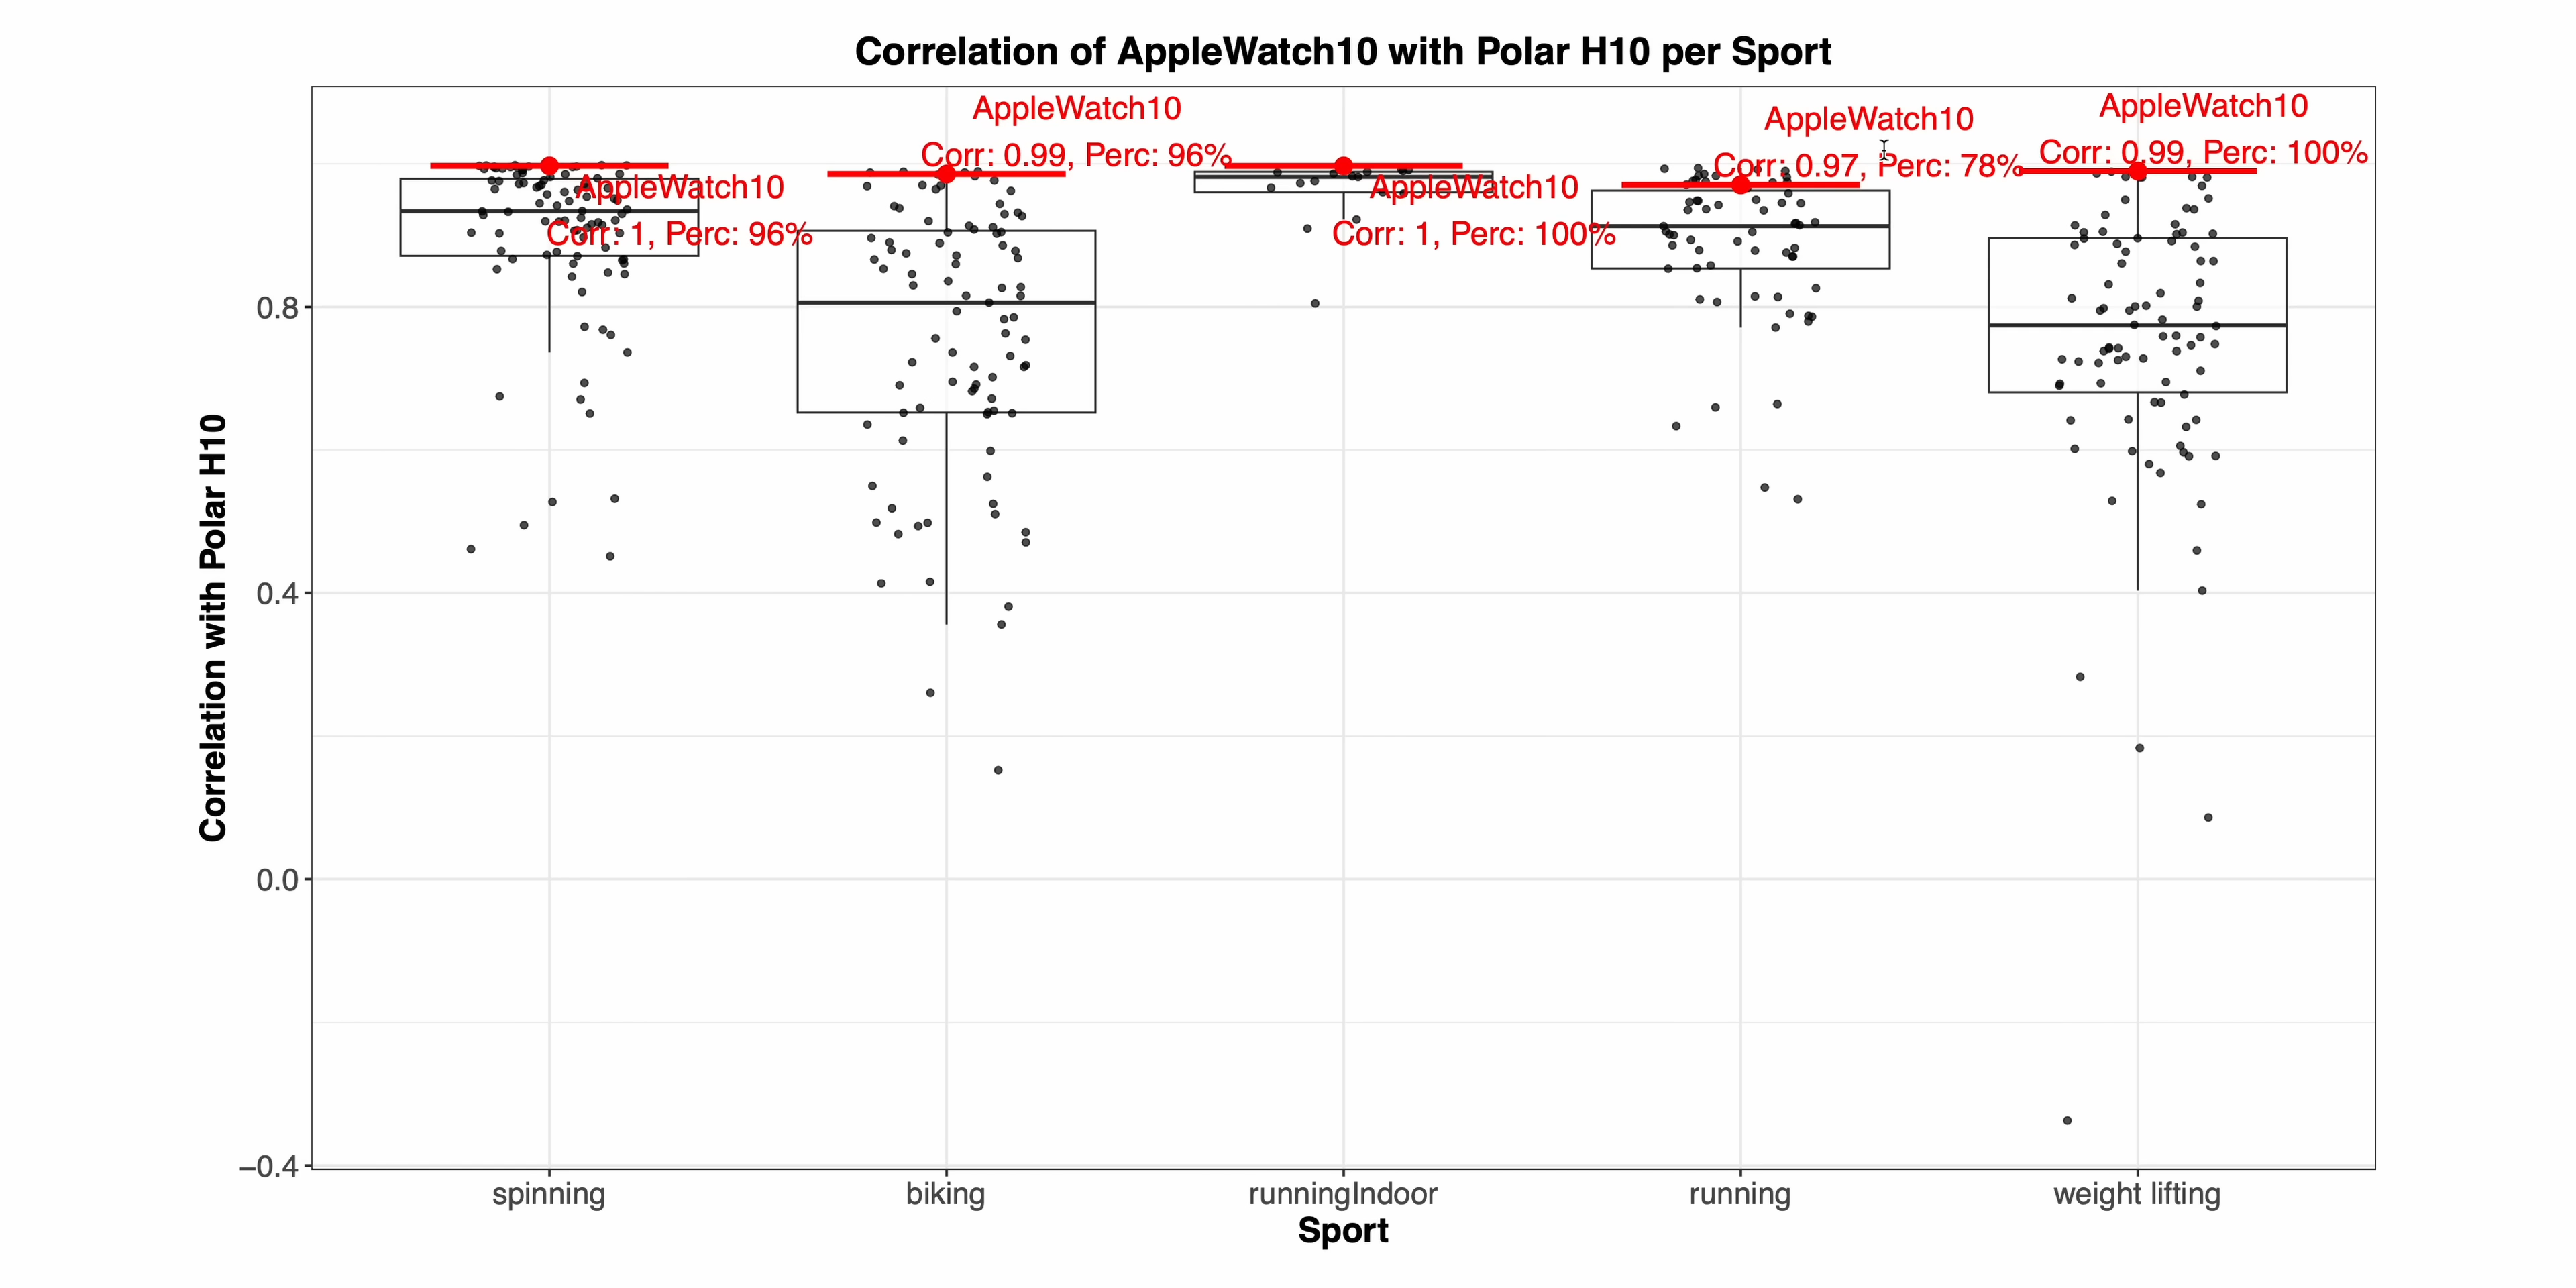 Correlation of AppleWatch10 with Polar H10 per Sport
AppleWatch10
Corr: 1, Perc: 96%
AppleWatch10
Corr: 0.99, Perc: 96%
AppleWatch10
Corr: 1, Perc: 100%
AppleWatch10
Corr: 0.97, Perc: 78%
AppleWatch10
Corr: 0.99, Perc: 100%
Correlation with Polar H10
0.8
0.4
0.0
−0.4
spinning
biking
runningIndoor
running
weight lifting
Sport